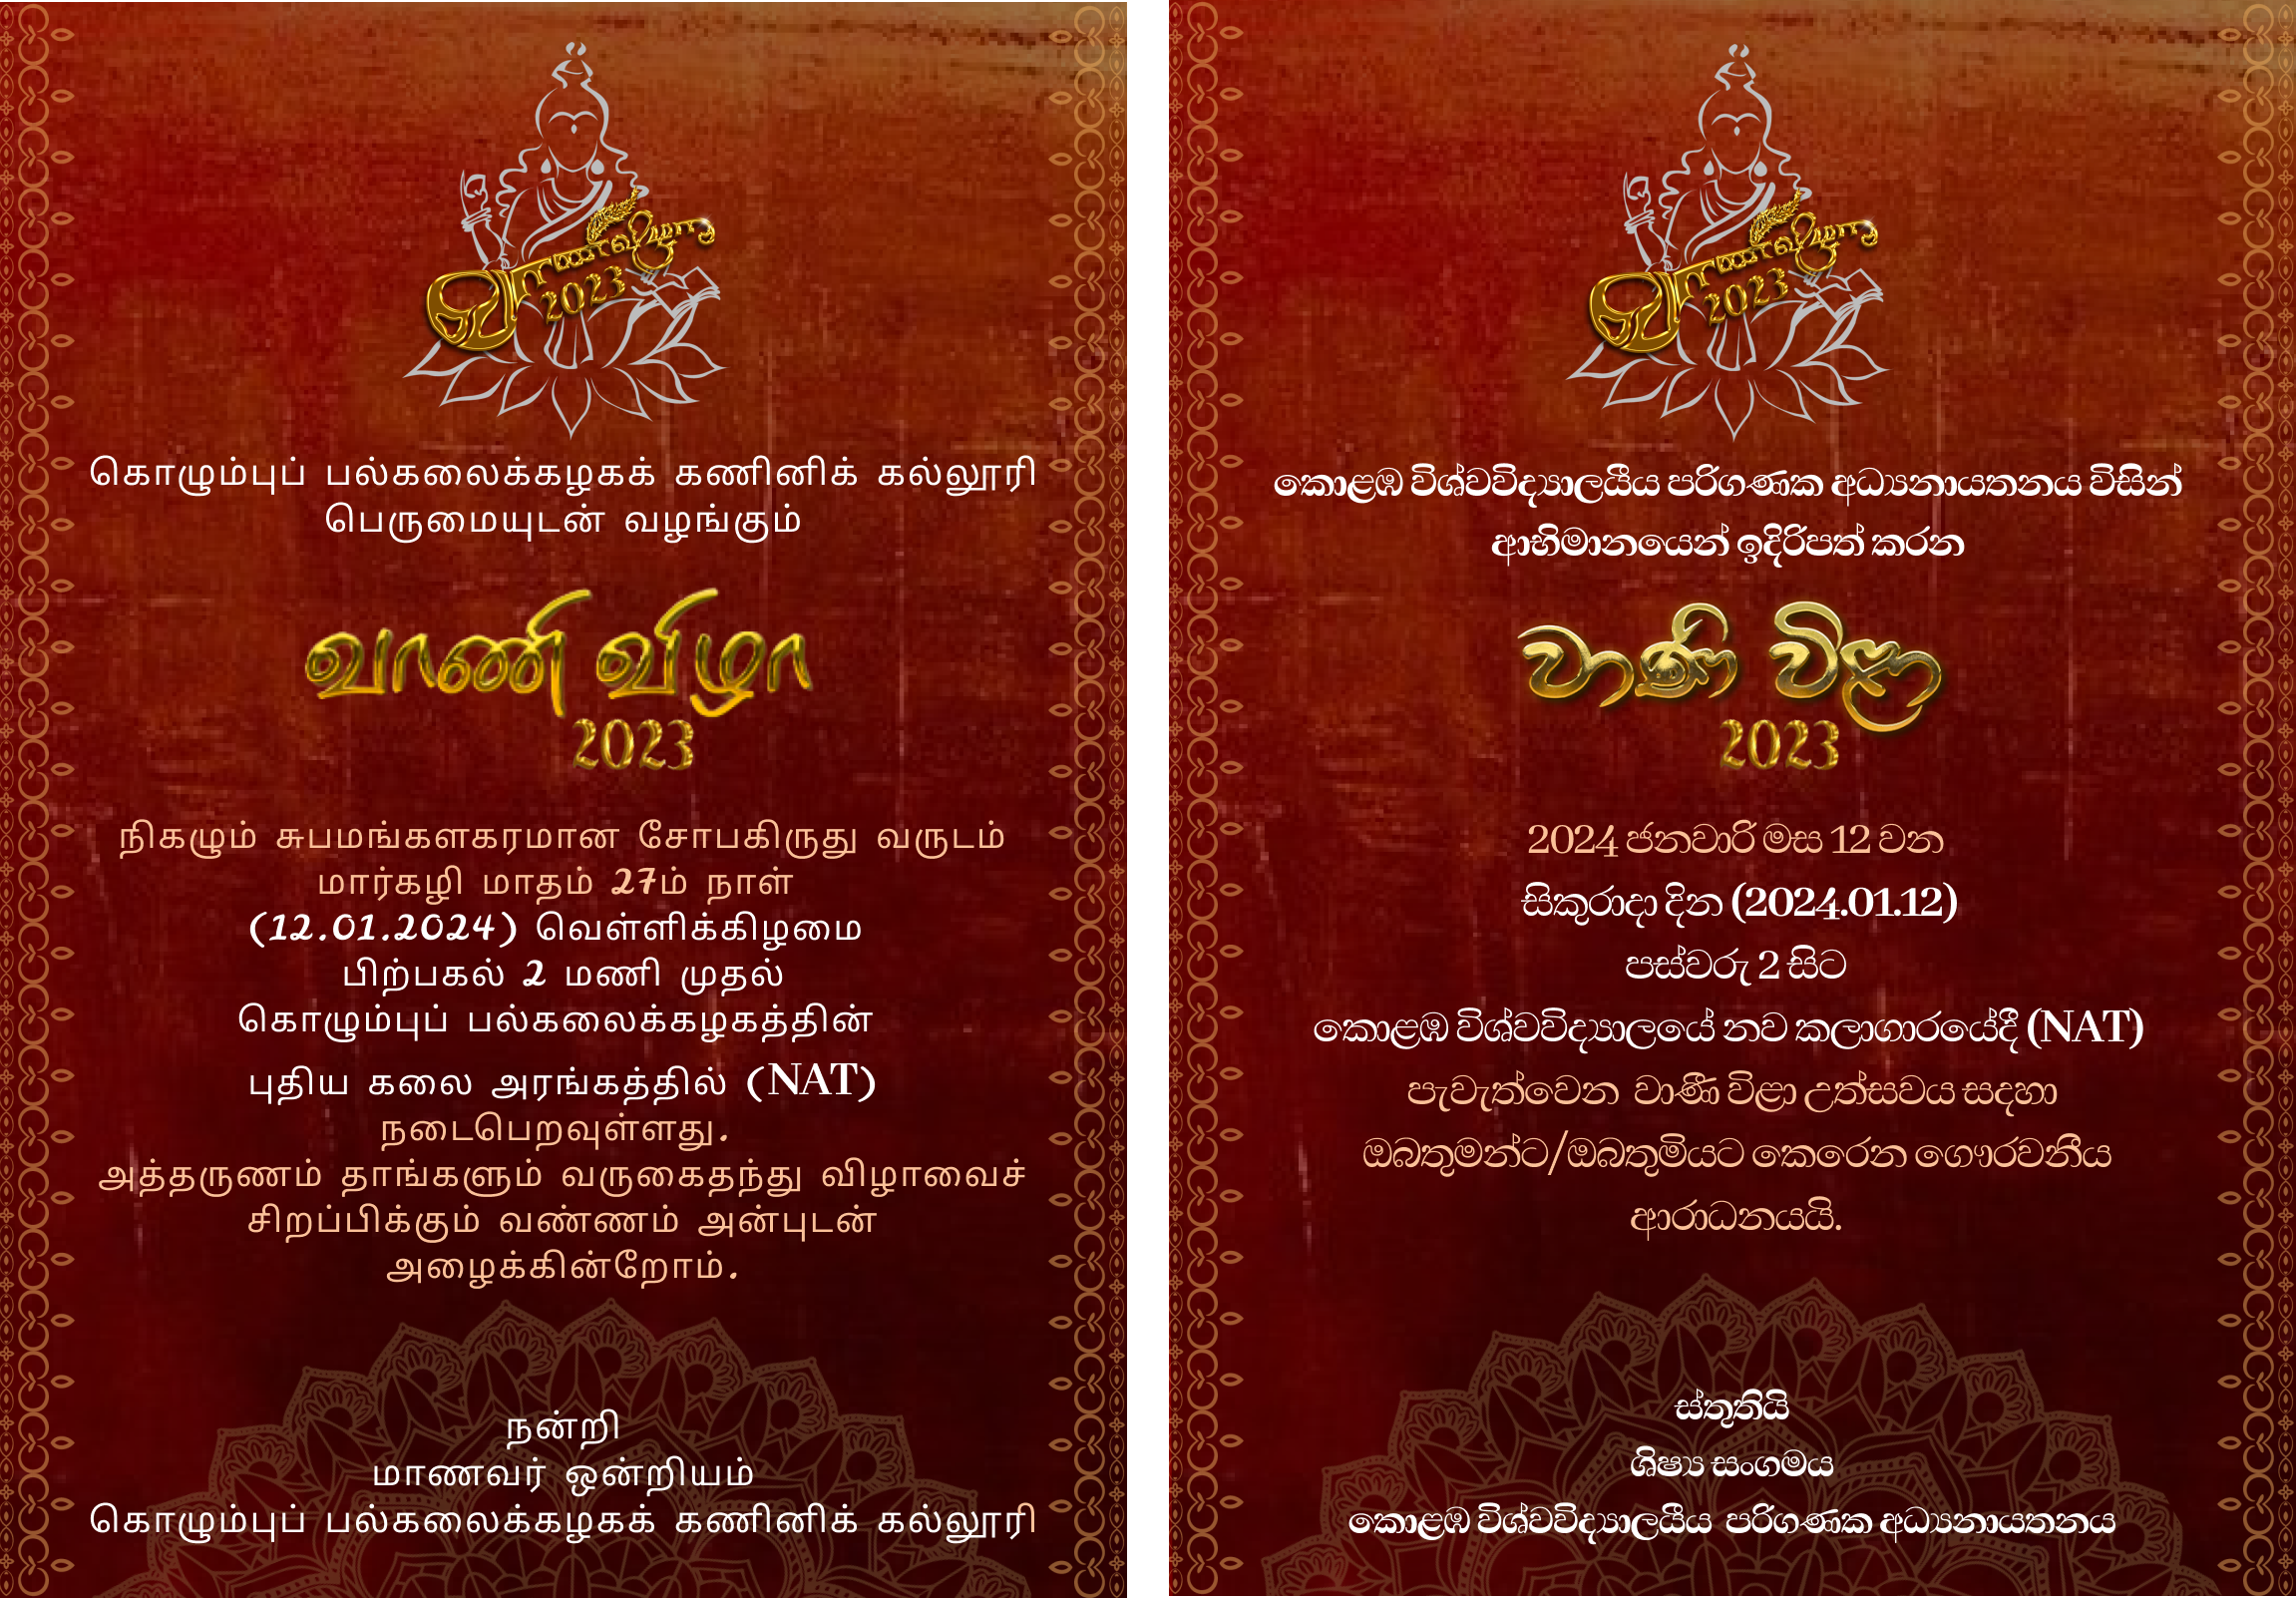 வாணிவிழா
2023
கொழும்புப் பல்கலைக்கழகக் கணினிக் கல்லூரி
பெருமையுடன் வழங்கும்
வாணி விழா
2023
நிகழும் சுபமங்களகரமான சோபகிருது வருடம்
மார்கழி மாதம் 27ம் நாள்
(12.01.2024) வெள்ளிக்கிழமை
பிற்பகல் 2 மணி முதல்
கொழும்புப் பல்கலைக்கழகத்தின்
புதிய கலை அரங்கத்தில் (NAT)
நடைபெறவுள்ளது.
அத்தருணம் தாங்களும் வருகைதந்து விழாவைச்
சிறப்பிக்கும் வண்ணம் அன்புடன்
அழைக்கின்றோம்.
நன்றி
மாணவர் ஒன்றியம்
கொழும்புப் பல்கலைக்கழகக் கணினிக் கல்லூரி
வாணிவிழா
2023
කොළඹ විශ්වවිද්‍යාලයීය පරිගණක අධ්‍යනායතනය විසින්
ආභිමානයෙන් ඉදිරිපත් කරන
වාණි විළා
2023
2024 ජනවාරි මස 12 වන
සිකුරාදා දින (2024.01.12)
පස්වරු 2 සිට
කොළඹ විශ්වවිද්‍යාලයේ නව කලාගාරයේදී (NAT)
පැවැත්වෙන වාණී විළා උත්සවය සදහා
ඔබතුමන්ට/ඔබතුමියට කෙරෙන ගෞරවනීය
ආරාධනයයි.
ස්තූතියි
ශිෂ්‍ය සංගමය
කොළඹ විශ්වවිද්‍යාලයීය පරිගණක අධ්‍යනායතනය